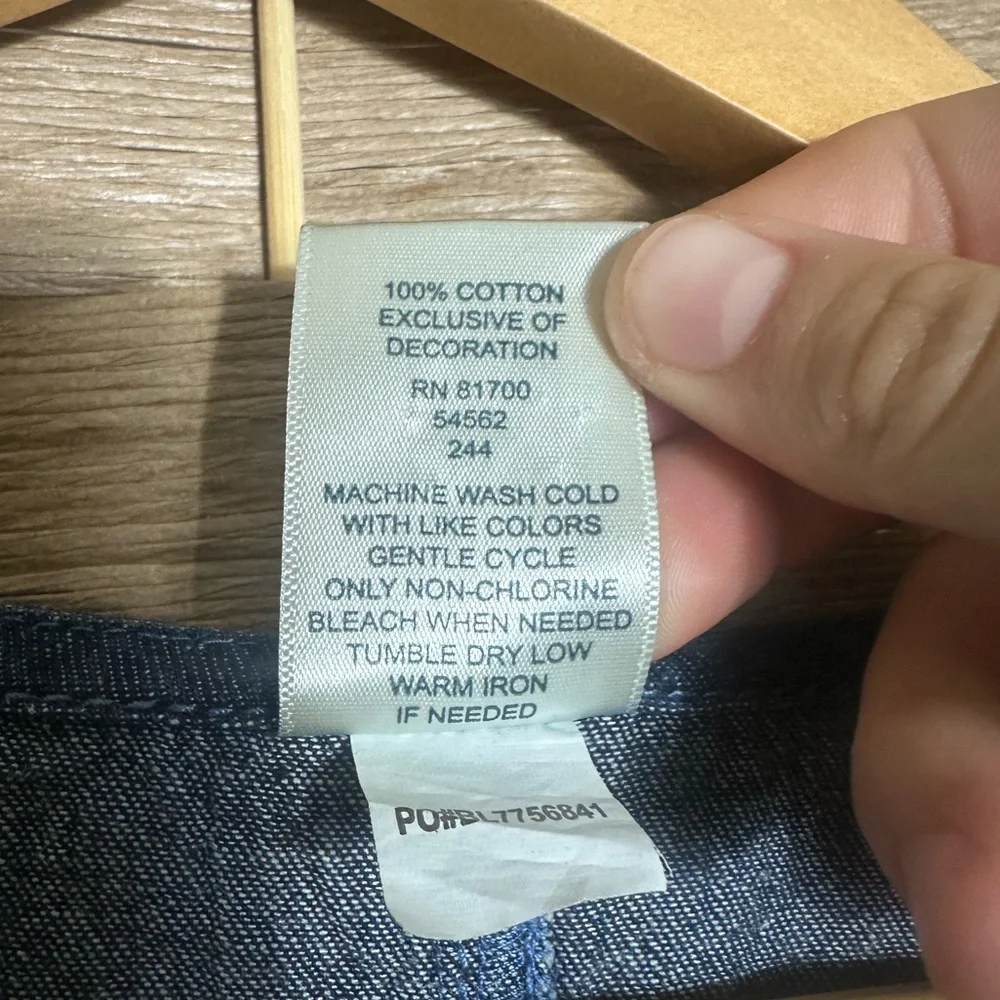 100% COTTON
EXCLUSIVE OF
DECORATION
RN 81700
54562
244
MACHINE WASH COLD
WITH LIKE COLORS
GENTLE CYCLE
ONLY NON-CHLORINE
BLEACH WHEN NEEDED
TUMBLE DRY LOW
WARM IRON
IF NEEDED
PO#BL7756841